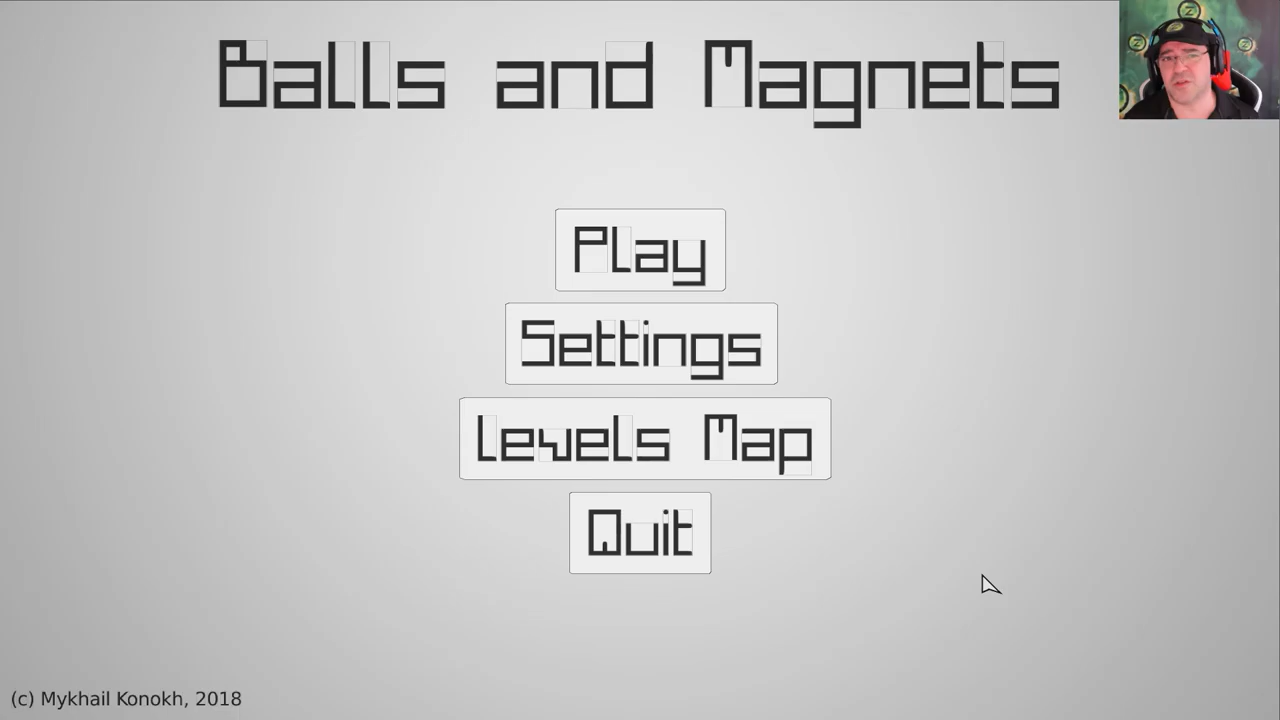 Balls and Magnets
Play
Settings
Levels Map
Quit
(c) Mykhail Konokh, 2018